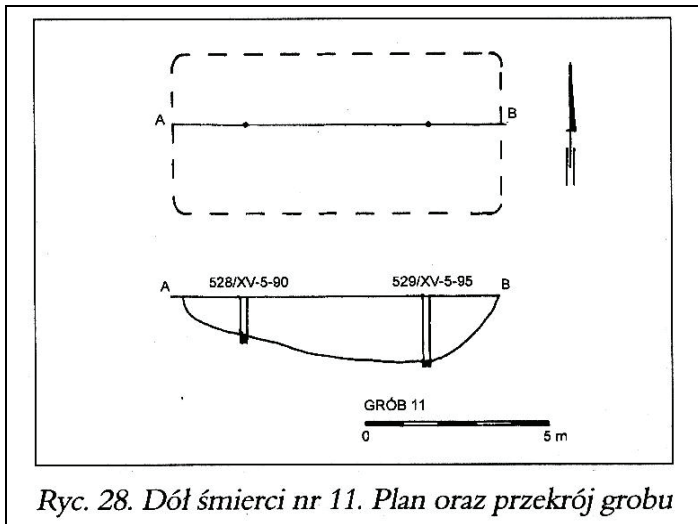 A B
A 528/XV-5-90 529/XV-5-95 B
GRÓB 11
0 5 m
Ryc. 28. Dół śmierci nr 11. Plan oraz przekrój grobu